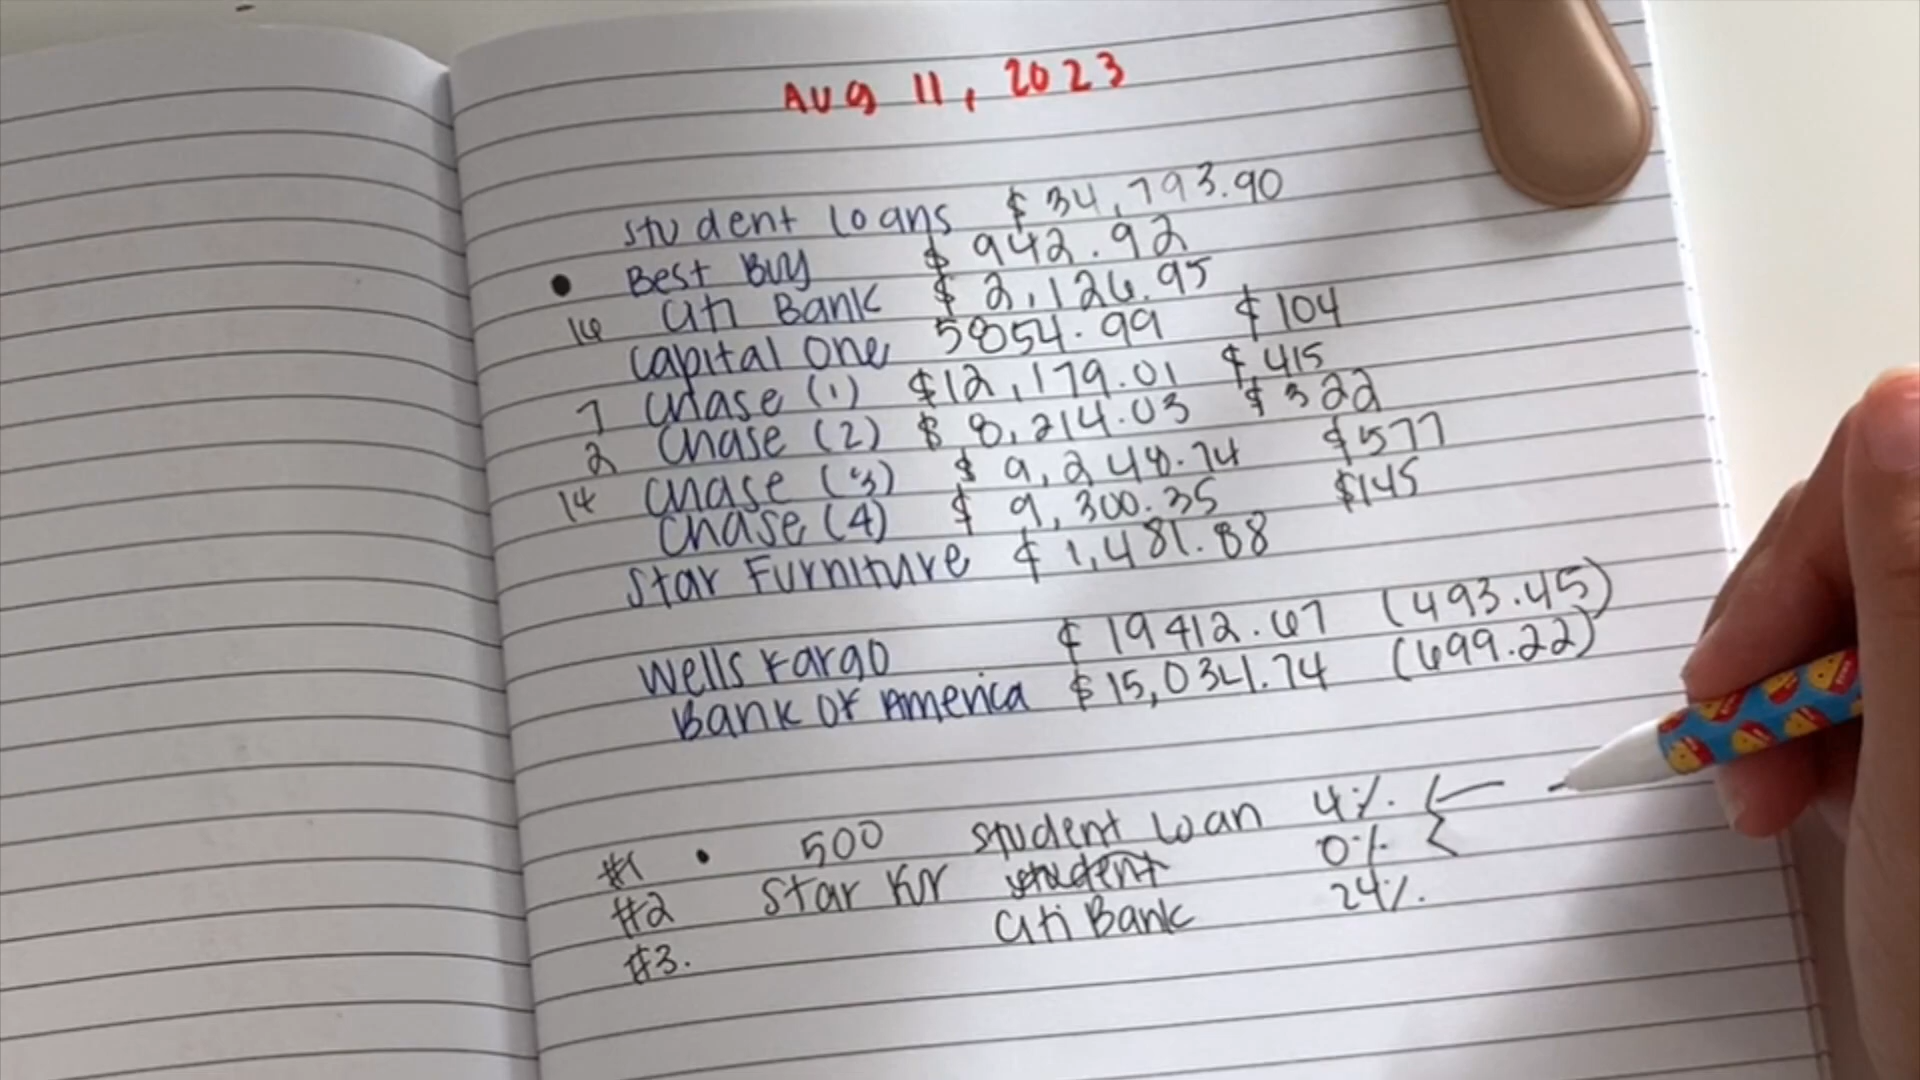 Aug 11, 2023
Student loans $34,793.90
• Best Buy $942.92
Citi Bank $2,126.95
16 Capital One 5854.99 $104
Chase (1) $12,179.01 $415
7 Chase (2) $8,214.03 $322
2 Chase (3) $9,248.74 $577
14 Chase (4) $9,300.35 $145
Star Furniture $1,481.88
Wells Fargo $19412.67 (493.45)
Bank of America $15,034.74 (699.22)
#1 • 500 student loan 4%
#2 Star Fur student 0%
#3. Citi Bank 24%